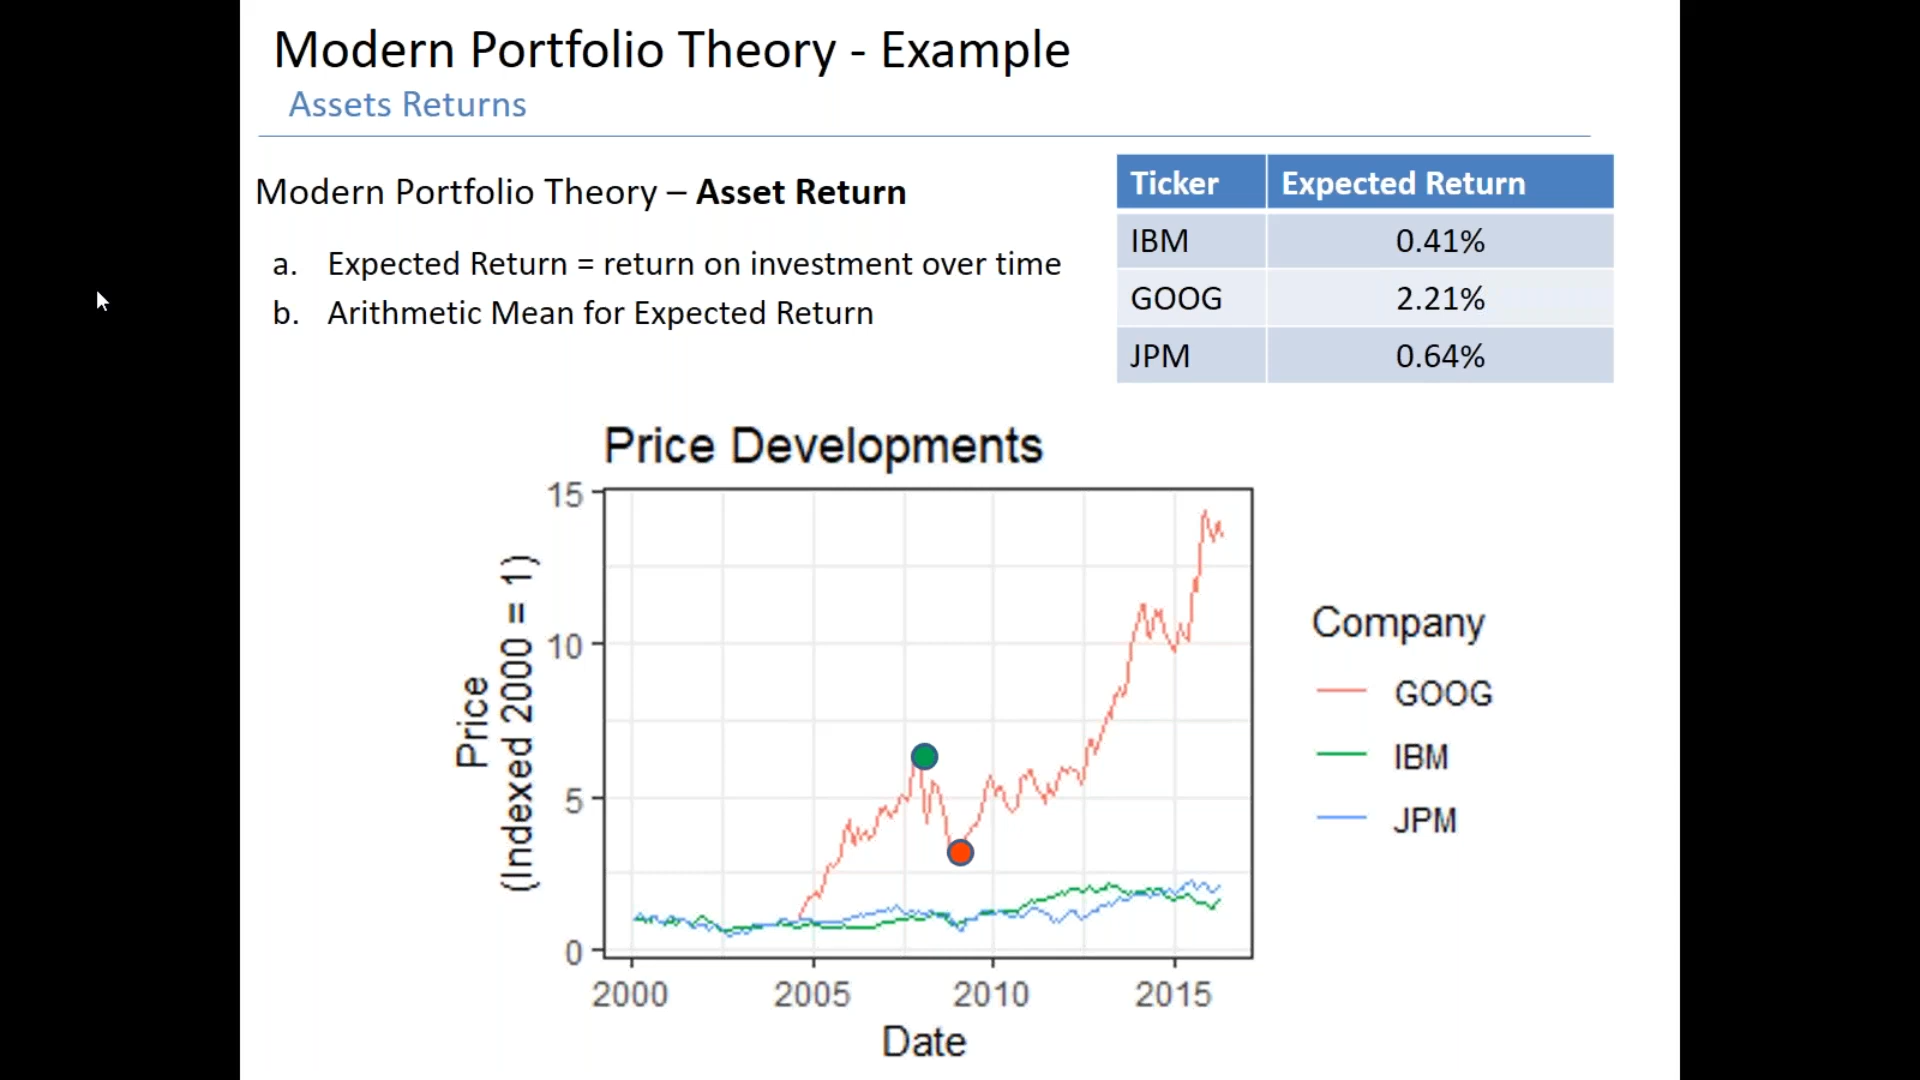 Modern Portfolio Theory - Example
Assets Returns
Modern Portfolio Theory – Asset Return
a. Expected Return = return on investment over time
b. Arithmetic Mean for Expected Return
Ticker Expected Return
IBM 0.41%
GOOG 2.21%
JPM 0.64%
Price Developments
Price
(Indexed 2000 = 1)
15
10
5
0
2000 2005 2010 2015
Date
Company
GOOG
IBM
JPM